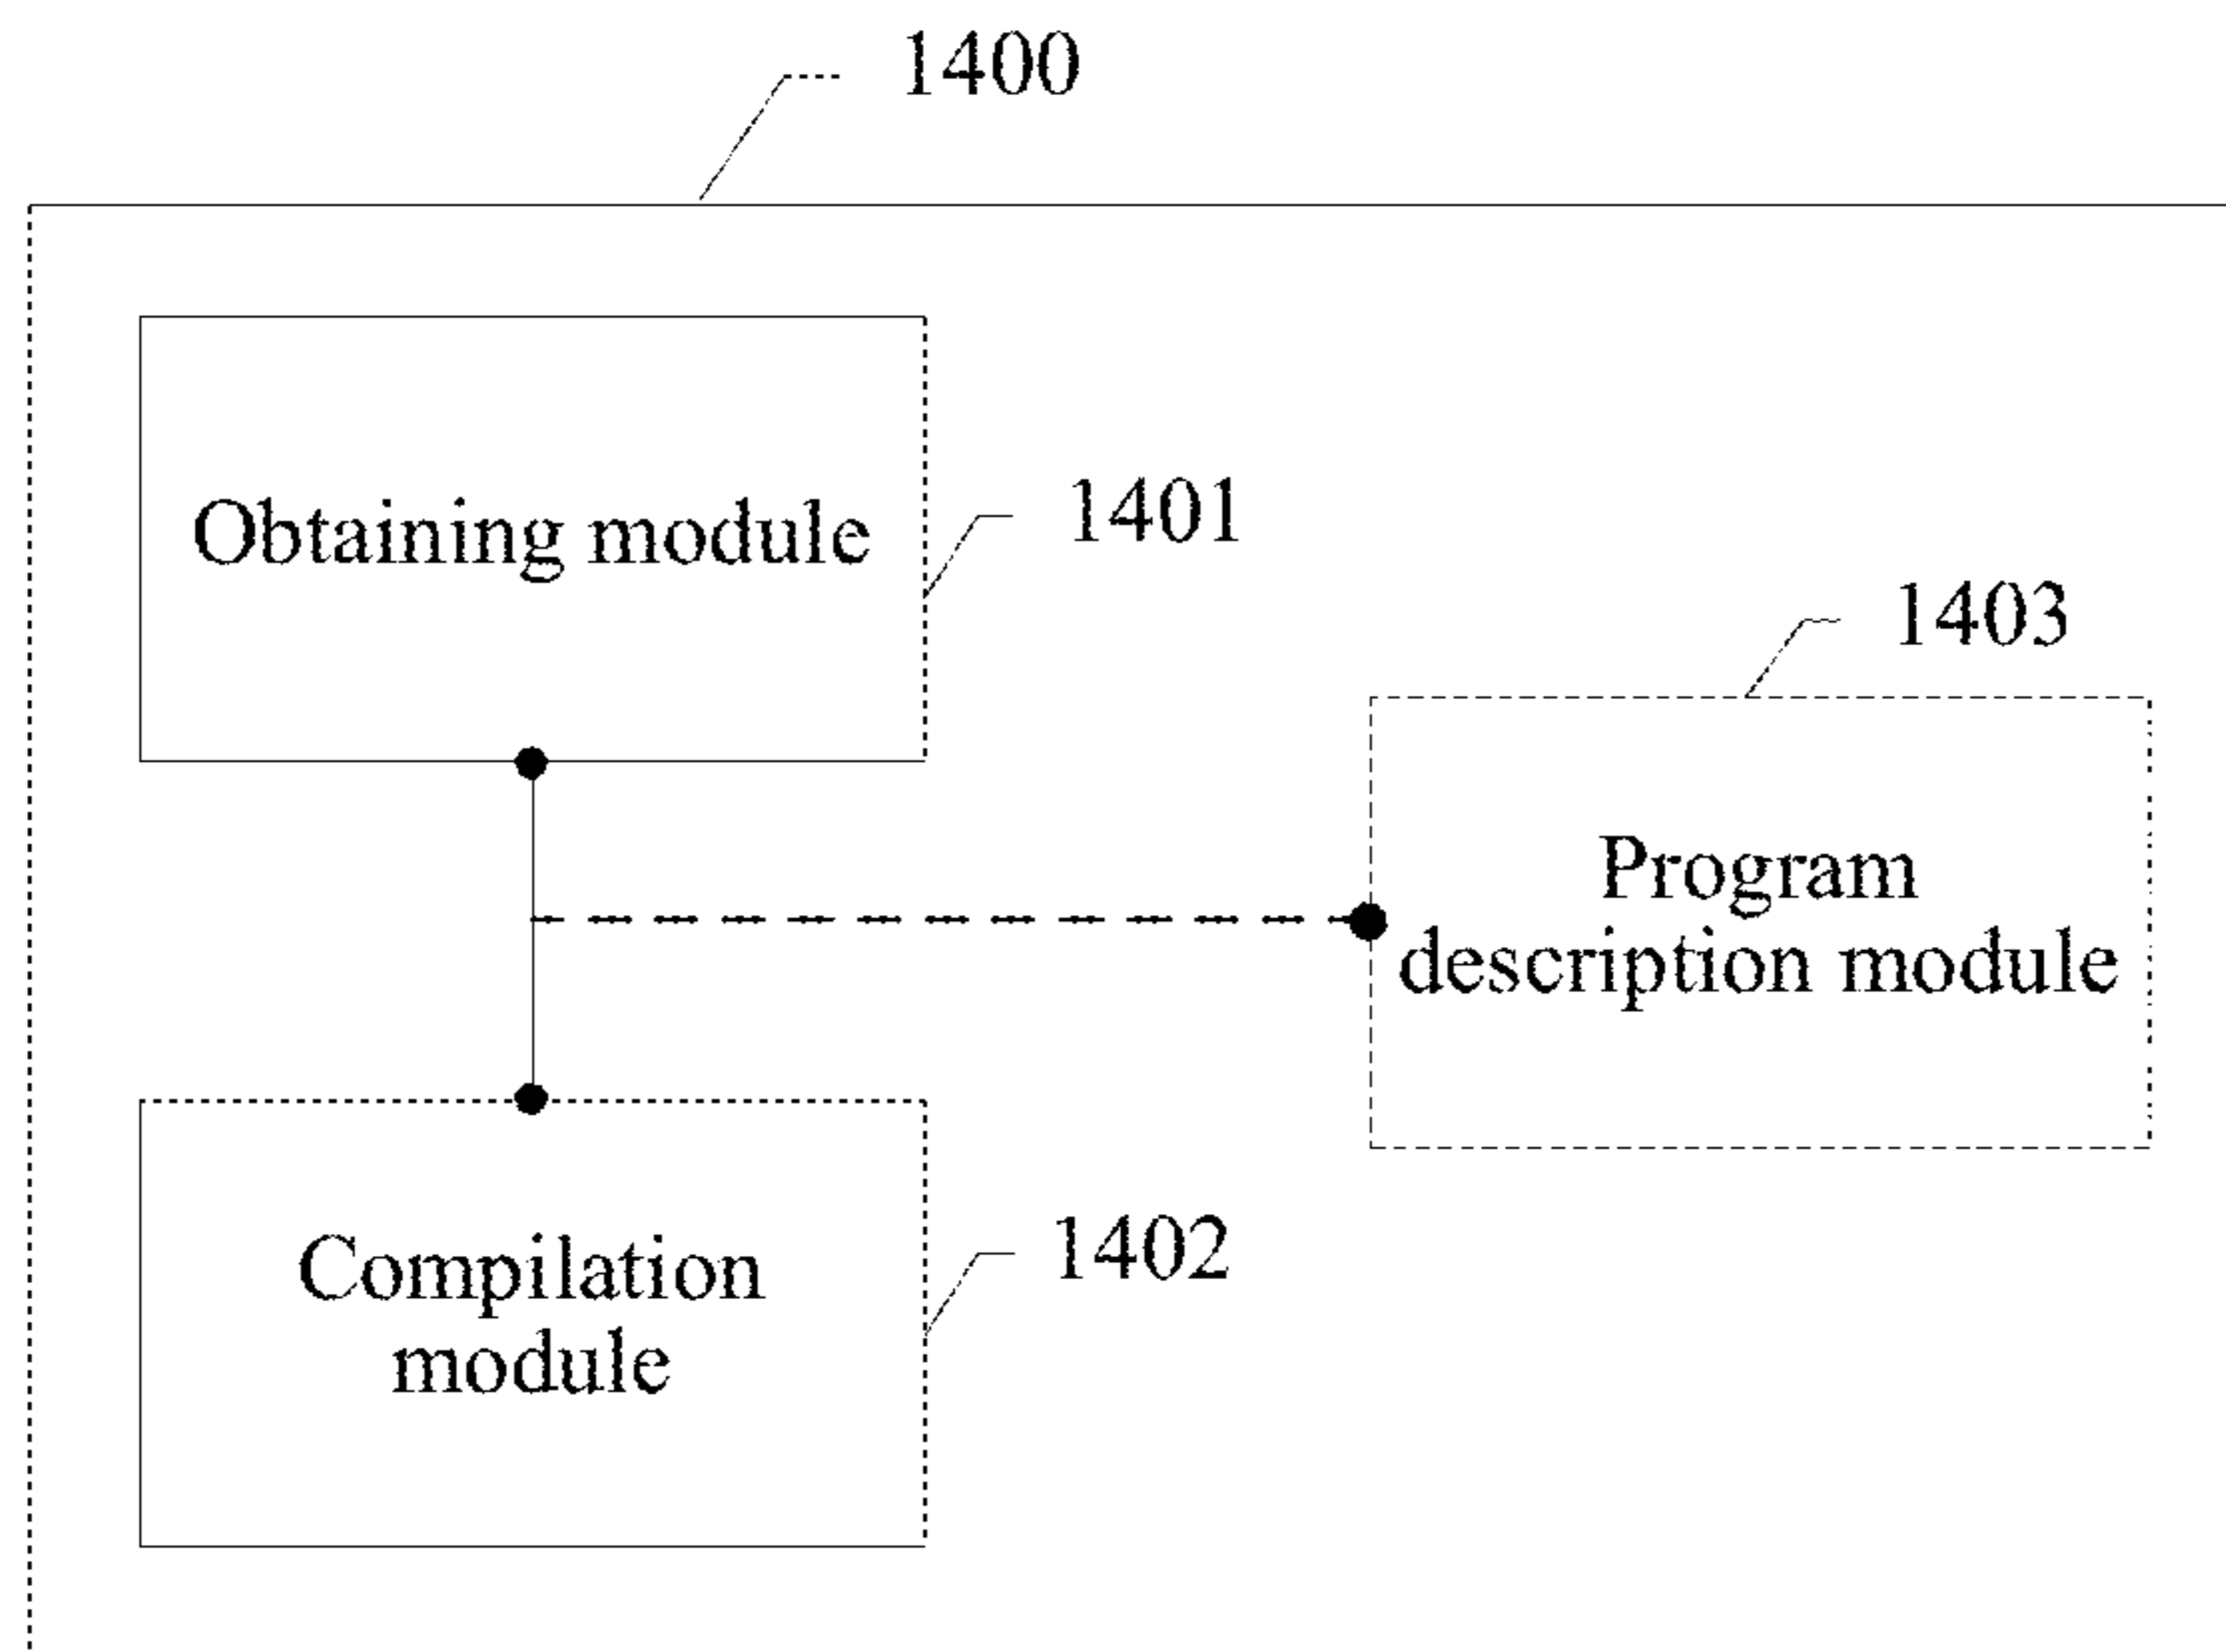 1400
Obtaining module
1401
1403
Program
description module
Compilation
module
1402